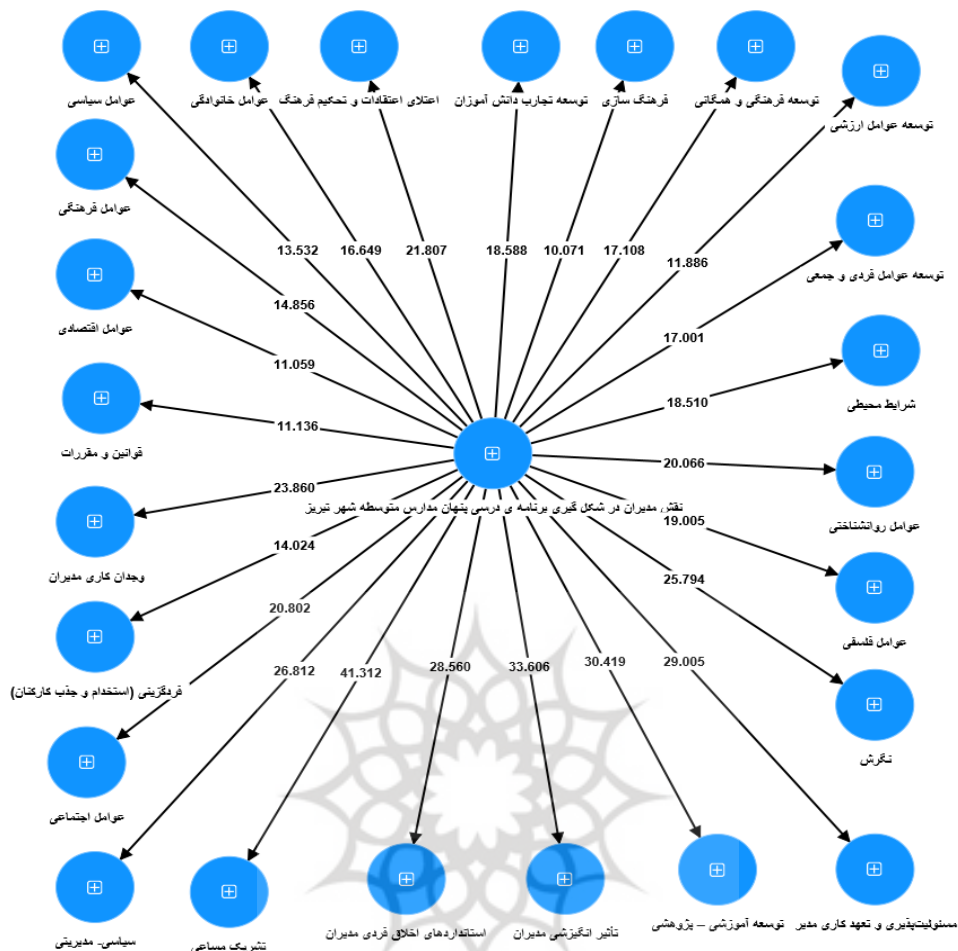 عوامل سیاسی
عوامل خانوادگی
اعتلای اعتقادات و تحکیم فرهنگ
توسعه تجارب دانش آموزان
فرهنگ سازی
توسعه فرهنگی و همگانی
توسعه عوامل ارزشی
عوامل فرهنگی
توسعه عوامل فردی و جمعی
13.532
16.649
21.807
18.588
10.071
17.108
11.886
14.856
17.001
عوامل اقتصادی
11.059
شرایط محیطی
18.510
قوانین و مقررات
11.136
20.066
عوامل روانشناختی
23.860
نقش مدیران در شکل گیری برنامه ی درسی پنهان مدارس متوسطه شهر تبریز
19.005
وجدان کاری مدیران
14.024
25.794
عوامل فلسفی
فردگزینی (استخدام و جذب کارکنان)
20.802
26.812
41.312
28.560
33.606
30.419
29.005
نگرش
عوامل اجتماعی
سیاسی- مدیریتی
تشریک مساعی
استانداردهای اخلاق فردی مدیران
تأثیر انگیزشی مدیران
توسعه آموزشی – پژوهشی
مسئولیت‌پذیری و تعهد کاری مدیر